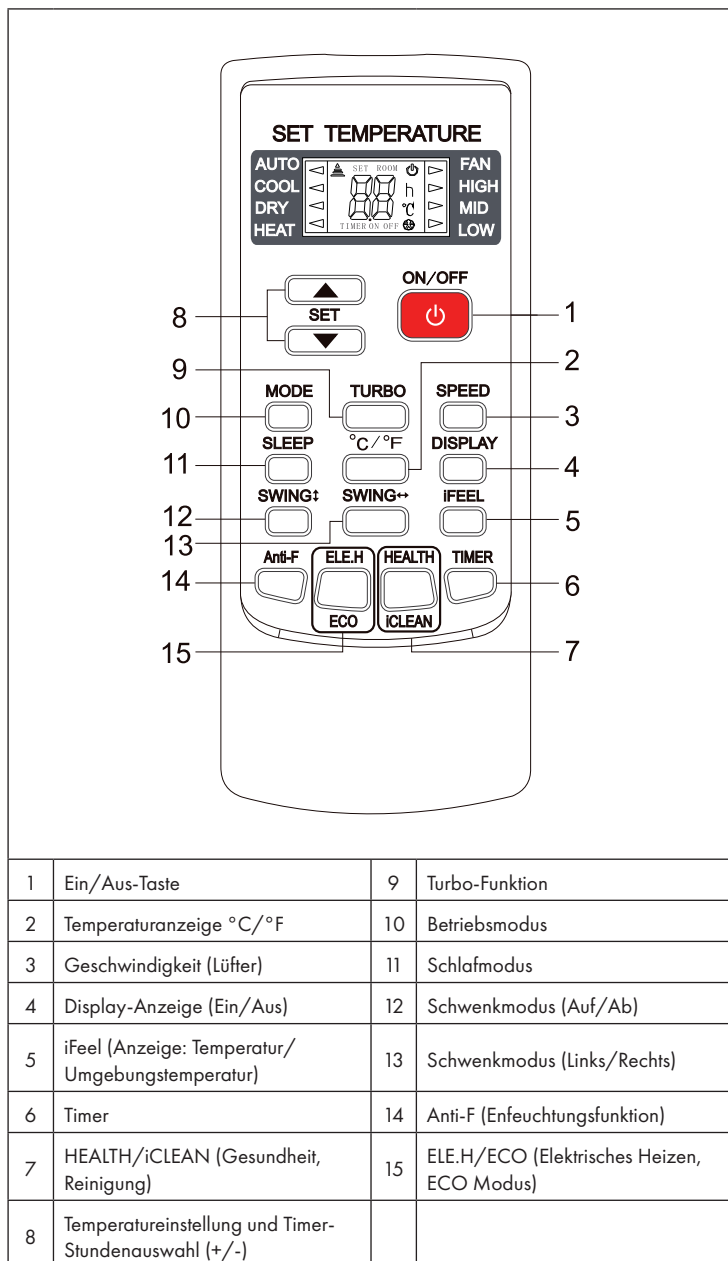 SET TEMPERATURE
AUTO
COOL
DRY
HEAT
SET ROOM
88 h
℃
TIMER ON OFF
FAN
HIGH
MID
LOW
ON/OFF
8
SET
1
9
2
MODE
TURBO
SPEED
10
3
SLEEP
°C/°F
DISPLAY
11
4
SWING↕
SWING↔
iFEEL
12
13
5
Anti-F
ELE.H
HEALTH
TIMER
14
6
ECO
iCLEAN
15
7
1 Ein/Aus-Taste 9 Turbo-Funktion
2 Temperaturanzeige °C/°F 10 Betriebsmodus
3 Geschwindigkeit (Lüfter) 11 Schlafmodus
4 Display-Anzeige (Ein/Aus) 12 Schwenkmodus (Auf/Ab)
5 iFeel (Anzeige: Temperatur/
Umgebungstemperatur) 13 Schwenkmodus (Links/Rechts)
6 Timer 14 Anti-F (Enfeuchtungsfunktion)
7 HEALTH/iCLEAN (Gesundheit,
Reinigung) 15 ELE.H/ECO (Elektrisches Heizen,
ECO Modus)
8 Temperatureinstellung und Timer-
Stundenauswahl (+/-)